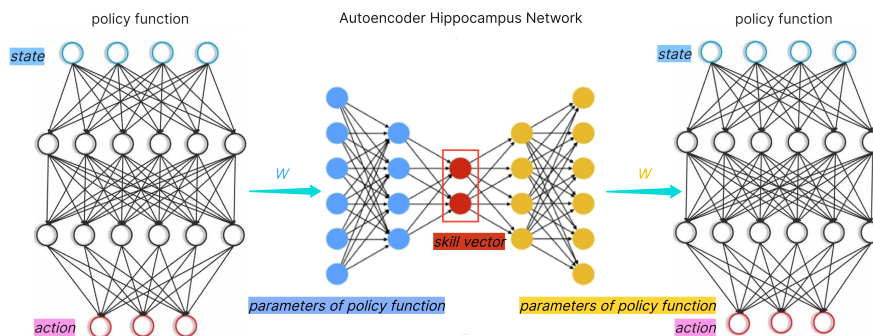 policy function
Autoencoder Hippocampus Network
policy function
state
state
W
W
skill vector
parameters of policy function
parameters of policy function
action
action